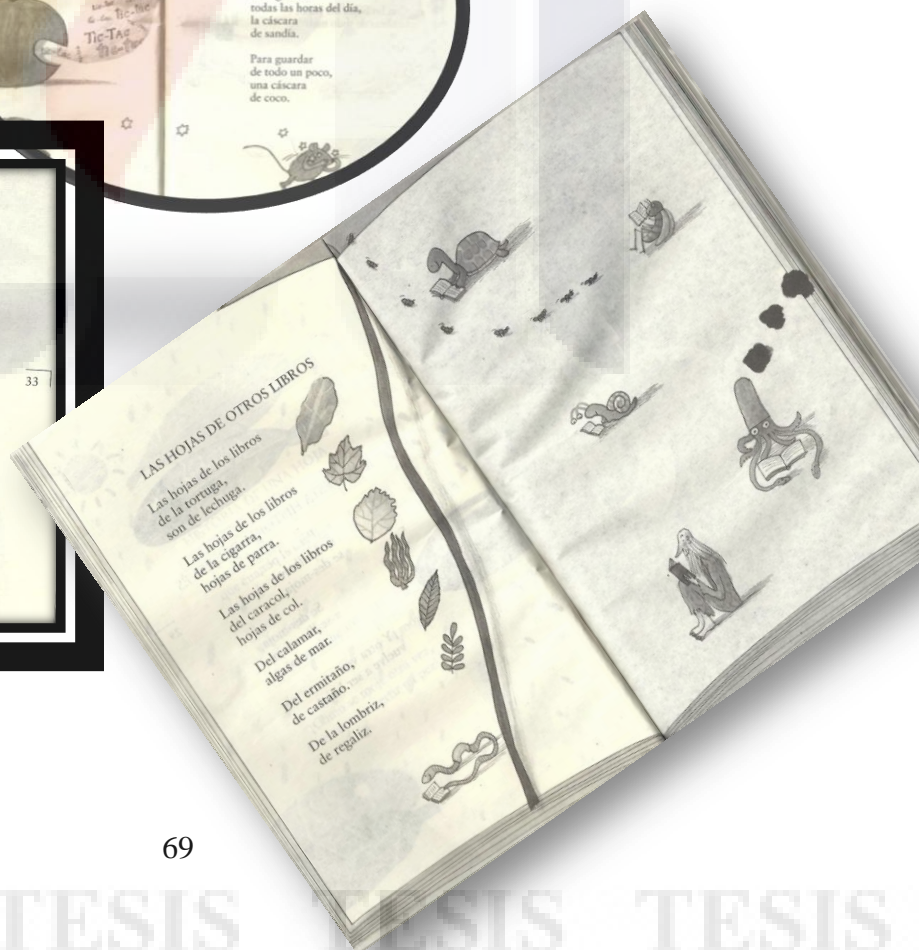 Tic-Tac
todas las horas del día,
la cáscara
de sandía.
Para guardar
de todo un poco,
una cáscara
de coco.
33
LAS HOJAS DE OTROS LIBROS
Las hojas de los libros
de la tortuga,
son de lechuga.
Las hojas de los libros
de la cigarra,
hojas de parra.
Las hojas de los libros
del caracol,
hojas de col.
Del calamar,
algas de mar.
Del ermitaño,
de castaño.
De la lombriz,
de regaliz.
69
TESIS TESIS TESIS